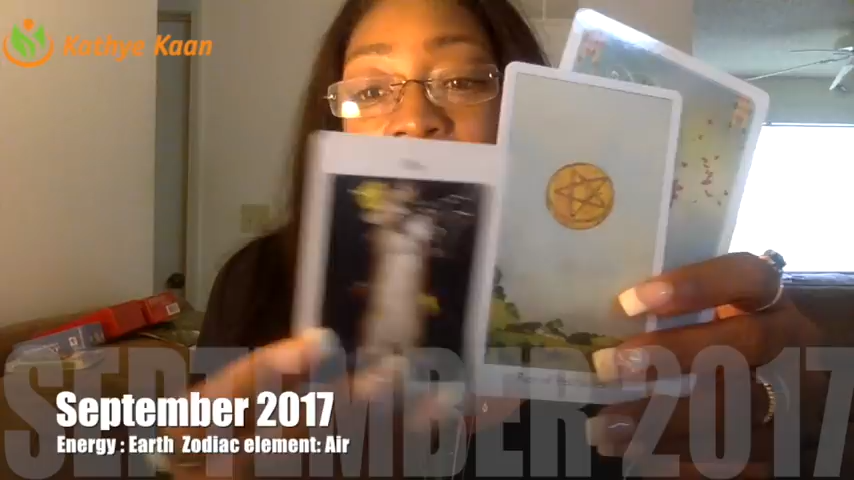 Kathye Kaan
SEPTEMBER 2017
September 2017
Energy : Earth Zodiac element: Air